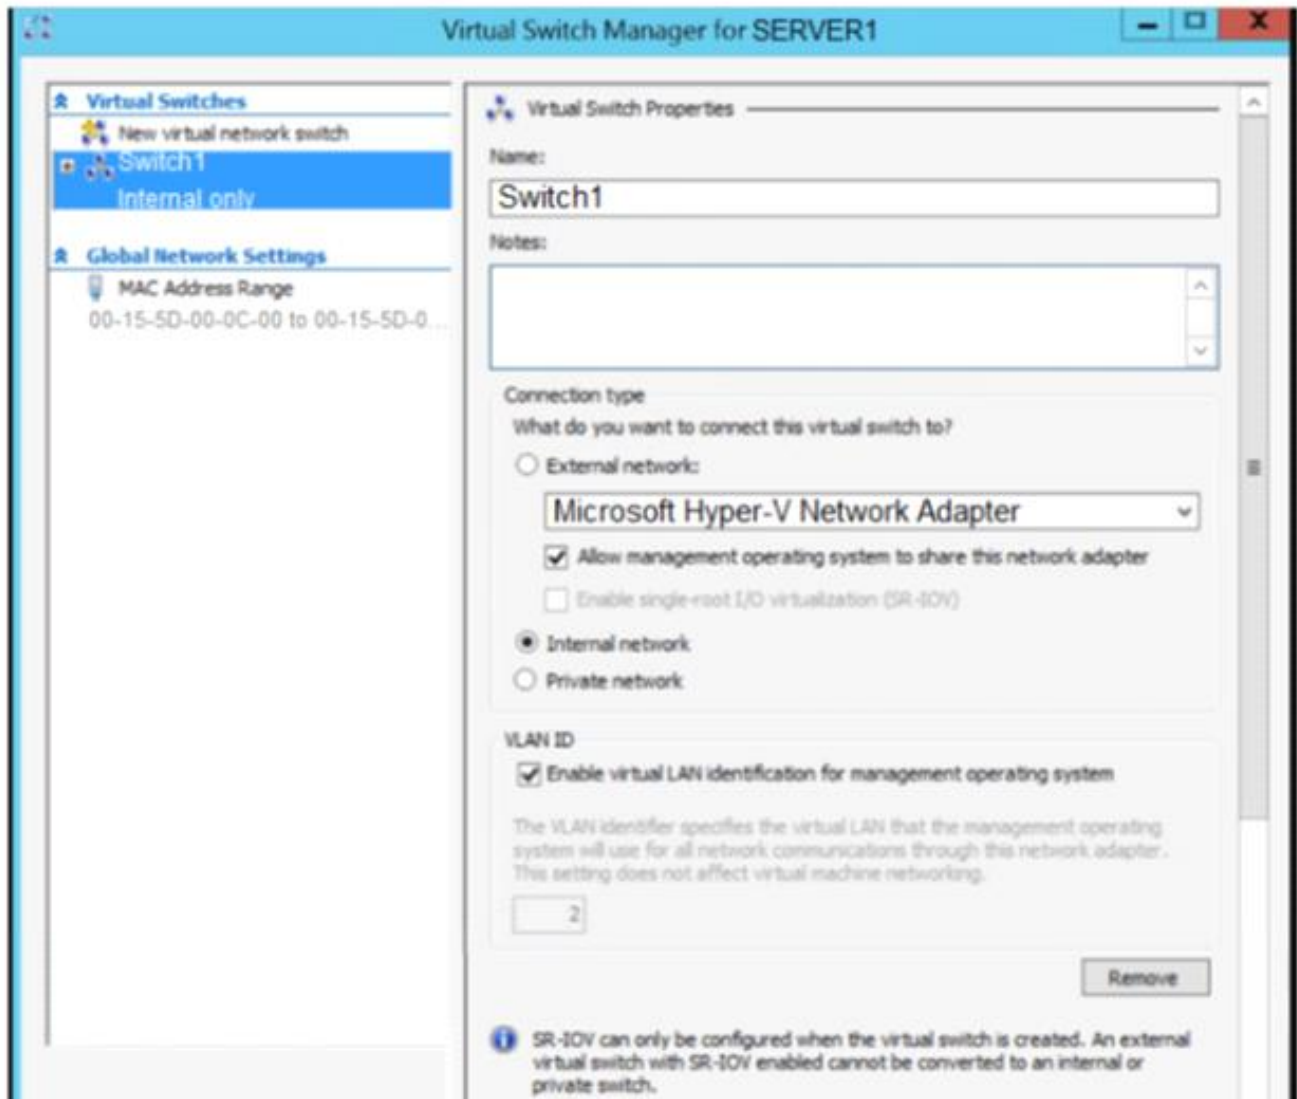 Virtual Switch Manager for SERVER1
Virtual Switches
New virtual network switch
Switch1
Internal only
Global Network Settings
MAC Address Range
00-15-5D-00-0C-00 to 00-15-5D-0...
Virtual Switch Properties
Name:
Switch1
Notes:
Connection type
What do you want to connect this virtual switch to?
External network:
Microsoft Hyper-V Network Adapter
Allow management operating system to share this network adapter
Enable single-root I/O virtualization (SR-IOV)
Internal network
Private network
VLAN ID
Enable virtual LAN identification for management operating system
The VLAN identifier specifies the virtual LAN that the management operating
system will use for all network communications through this network adapter.
This setting does not affect virtual machine networking.
2
Remove
SR-IOV can only be configured when the virtual switch is created. An external
virtual switch with SR-IOV enabled cannot be converted to an internal or
private switch.